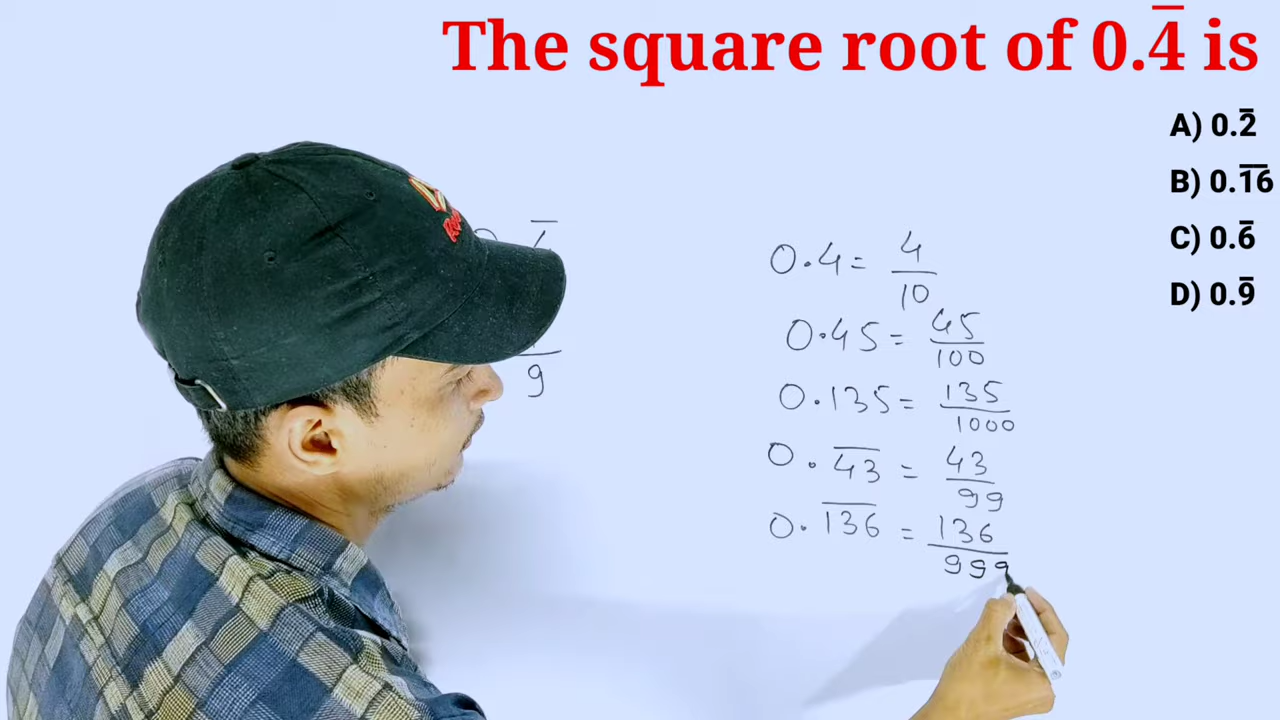 The square root of 0.4̅ is
A) 0.2̅
B) 0.1̅6̅
C) 0.6̅
D) 0.9̅
9
0.4 = 4/10
0.45 = 45/100
0.135 = 135/1000
0.4̅3̅ = 43/99
0.1̅3̅6̅ = 136/999